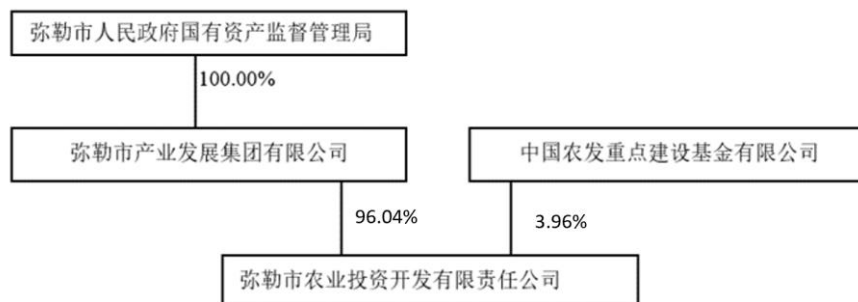 弥勒市人民政府国有资产监督管理局
100.00%
弥勒市产业发展集团有限公司
中国农发重点建设基金有限公司
96.04%
3.96%
弥勒市农业投资开发有限责任公司